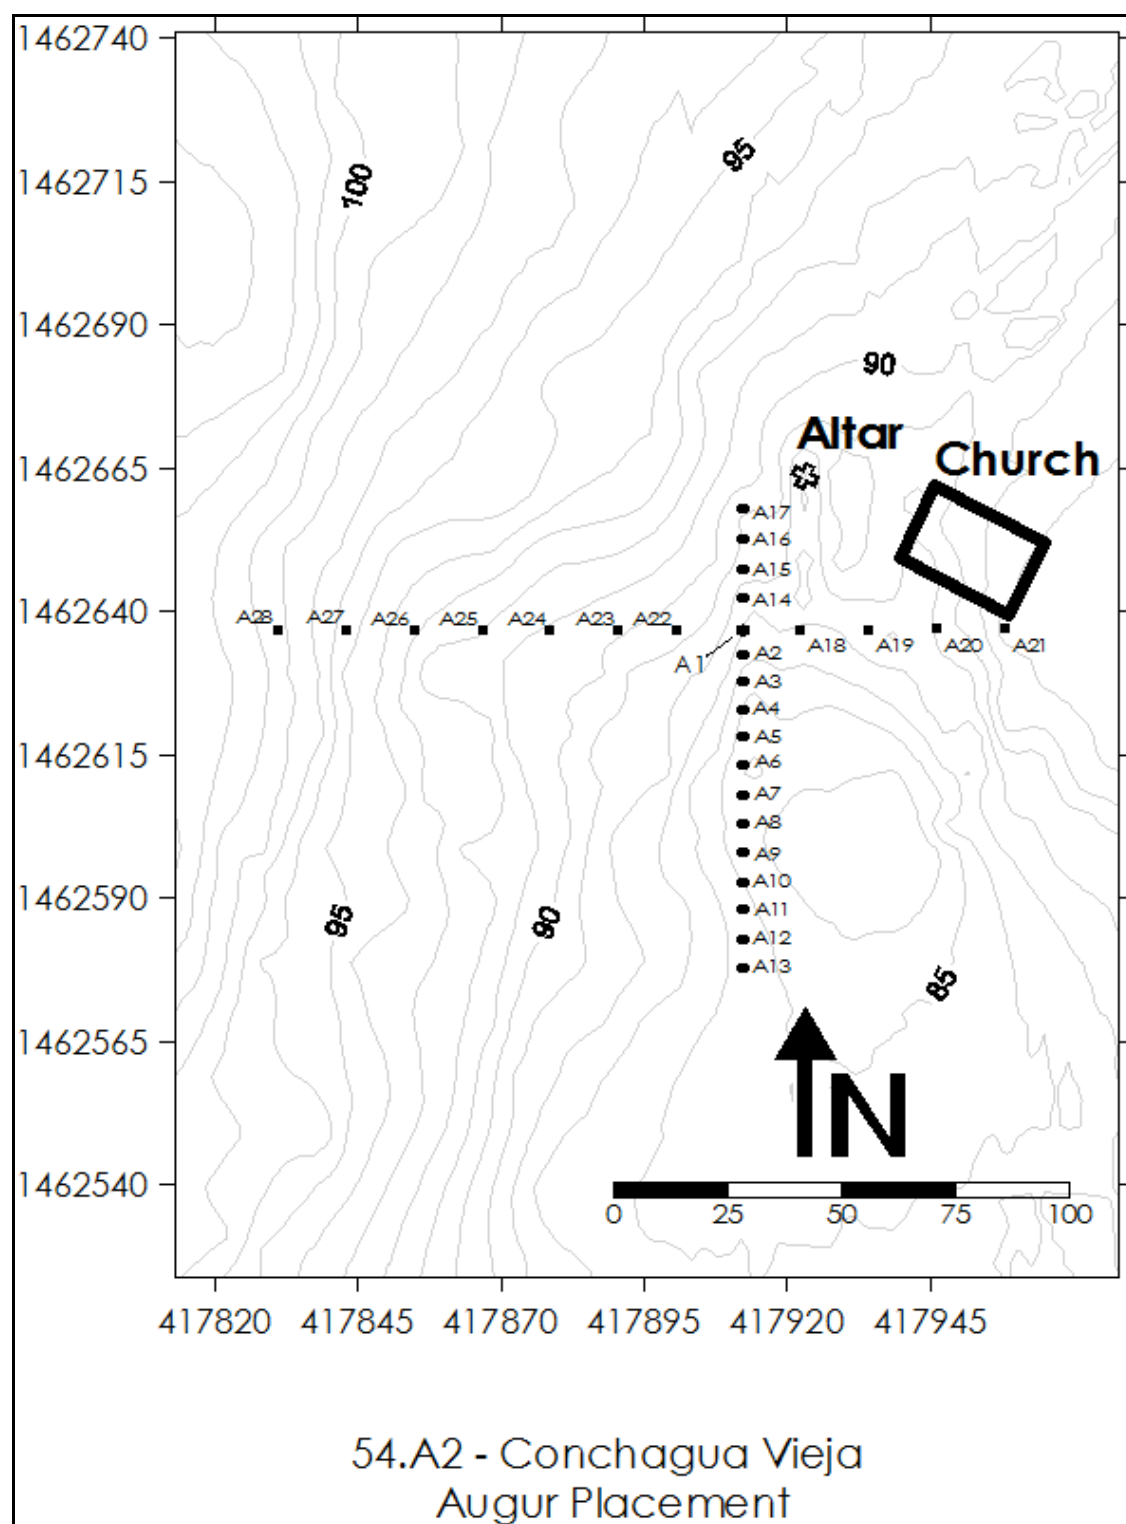 1462740
95
100
1462715
1462690
90
Altar
Church
1462665
A17
A16
A15
A14
1462640
A28 A27 A26 A25 A24 A23 A22
A18 A19 A20 A21
A1
A2
A3
A4
A5
A6
1462615
A7
A8
A9
A10
A11
A12
A13
1462590
95
90
85
1462565
N
1462540
0 25 50 75 100
417820 417845 417870 417895 417920 417945
54.A2 - Conchagua Vieja
Augur Placement